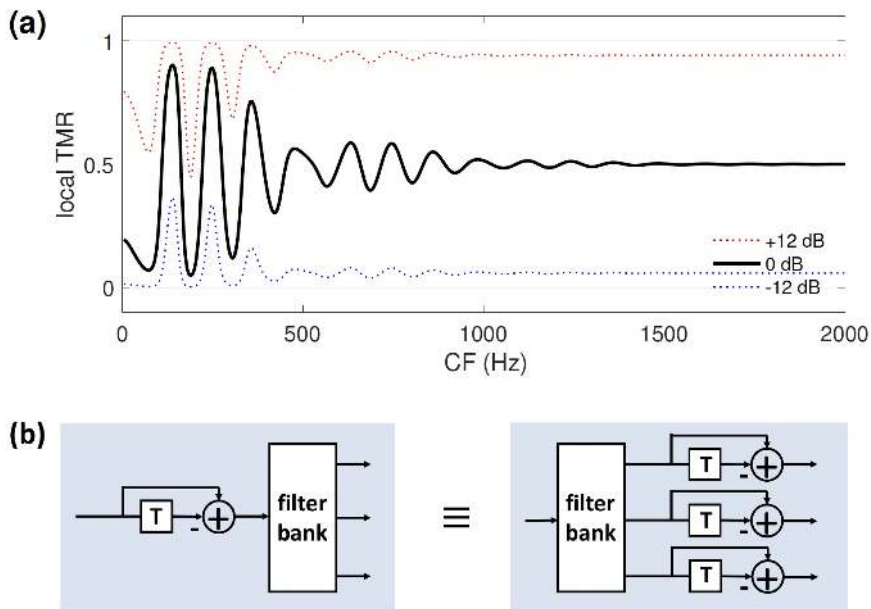 (a)
1
0.5
0
local TMR
+12 dB
0 dB
-12 dB
0 500 1000 1500 2000
CF (Hz)
(b)
T
-
+
filter
bank
≡
filter
bank
T
-
+
T
-
+
T
-
+